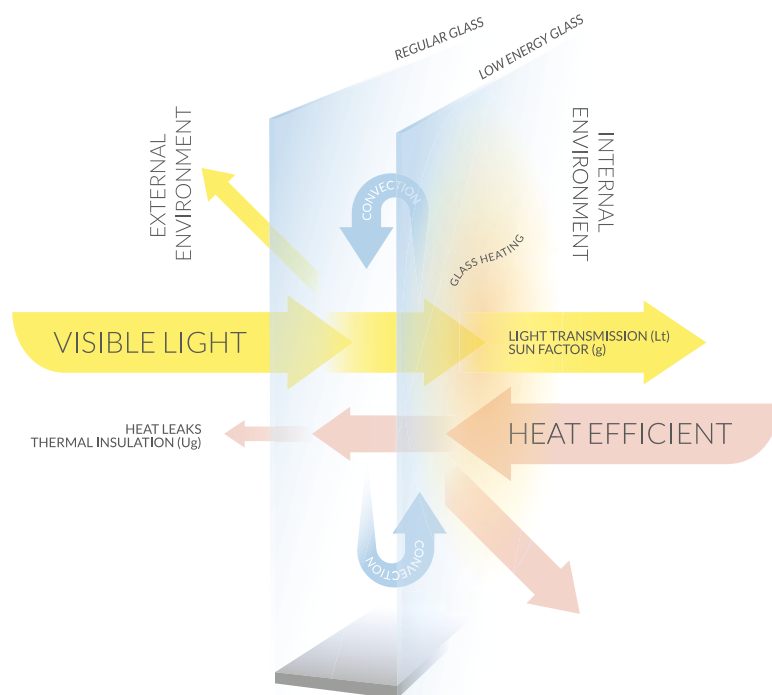 REGULAR GLASS
LOW ENERGY GLASS
EXTERNAL
ENVIRONMENT
INTERNAL
ENVIRONMENT
CONVECTION
GLASS HEATING
VISIBLE LIGHT
LIGHT TRANSMISSION (Lt)
SUN FACTOR (g)
HEAT LEAKS
THERMAL INSULATION (Ug)
HEAT EFFICIENT
CONVECTION